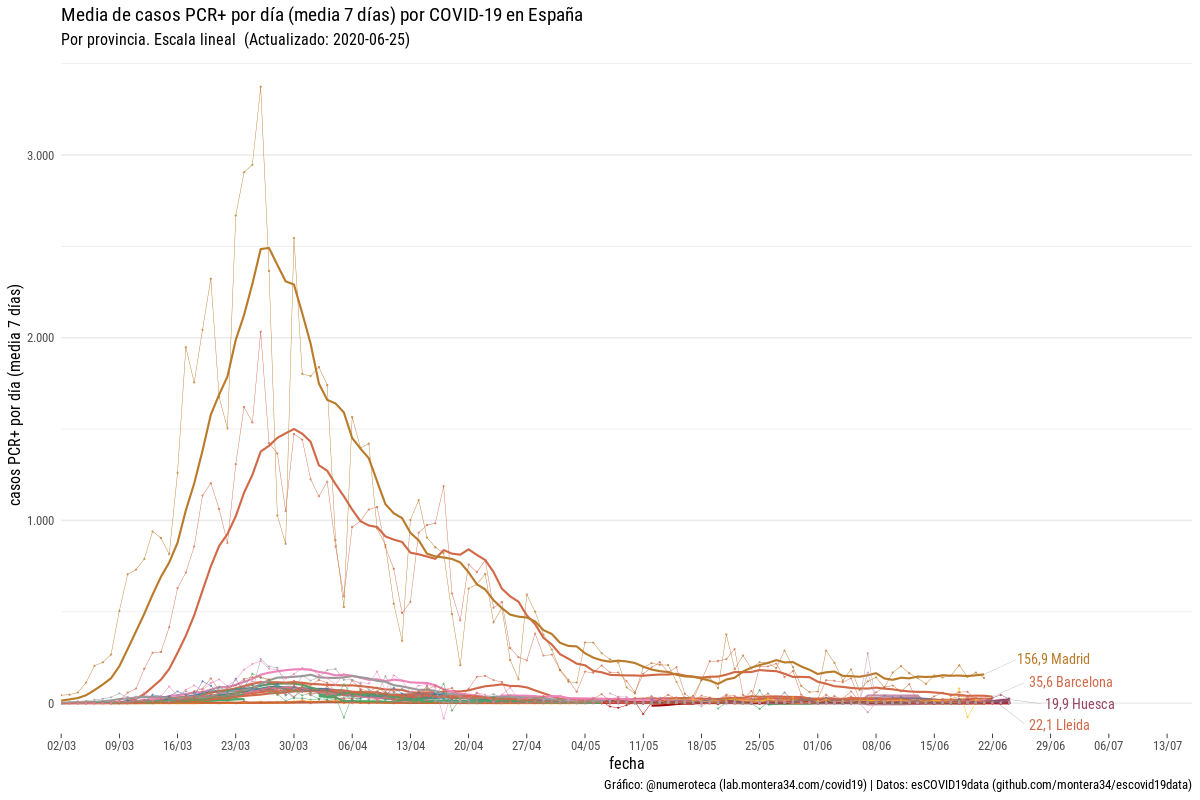 Media de casos PCR+ por día (media 7 días) por COVID-19 en España
Por provincia. Escala lineal  (Actualizado: 2020-06-25)
casos PCR+ por día (media 7 días)
3.000
2.000
1.000
0
156,9 Madrid
35,6 Barcelona
19,9 Huesca
22,1 Lleida
02/03 09/03 16/03 23/03 30/03 06/04 13/04 20/04 27/04 04/05 11/05 18/05 25/05 01/06 08/06 15/06 22/06 29/06 06/07 13/07
fecha
Gráfico: @numeroteca (lab.montera34.com/covid19) | Datos: esCOVID19data (github.com/montera34/escovid19data)